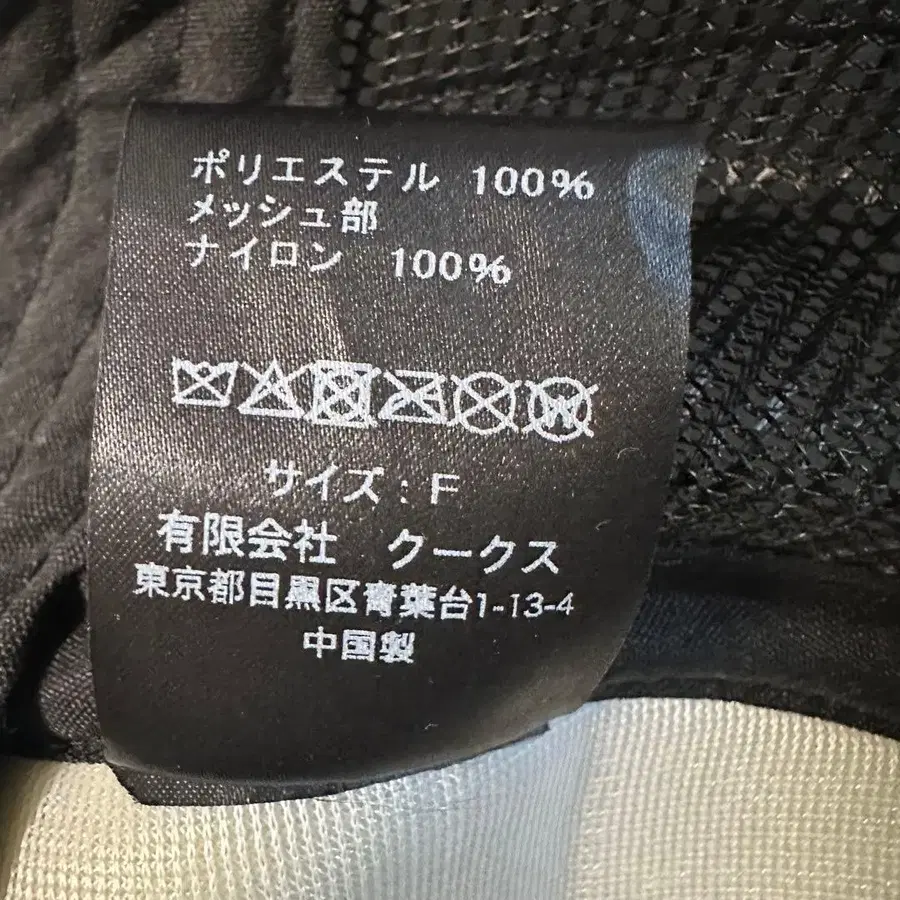 ポリエステル 100%
メッシュ部
ナイロン 100%
サイズ : F
有限会社 クークス
東京都目黒区青葉台1-13-4
中国製